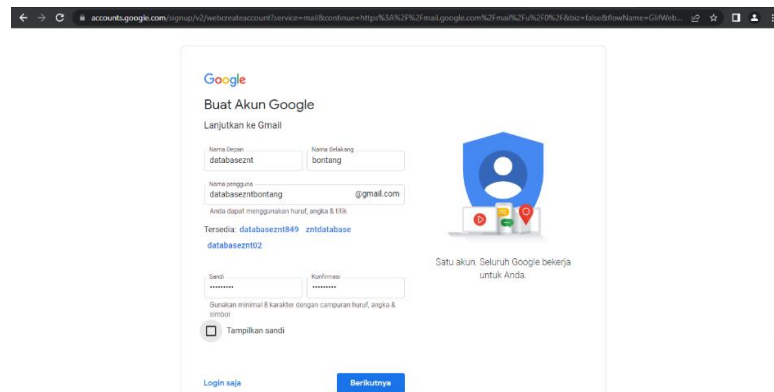 accounts.google.com/signup/v2/webcreateaccount?service=mail&continue=https%3A%2F%2Fmail.google.com%2Fmail%2Fu%2F0%2F&biz=false&flowName=GlifWeb...
Google
Buat Akun Google
Lanjutkan ke Gmail
Nama Depan Nama Belakang
databaseznt bontang
Nama pengguna
databasezntbontang @gmail.com
Anda dapat menggunakan huruf, angka & titik
Tersedia: databaseznt849 zntdatabase
databaseznt02
Satu akun. Seluruh Google bekerja
untuk Anda.
Sandi Konfirmasi
••••••••• •••••••••
Gunakan minimal 8 karakter dengan campuran huruf, angka &
simbol
Tampilkan sandi
Login saja Berikutnya